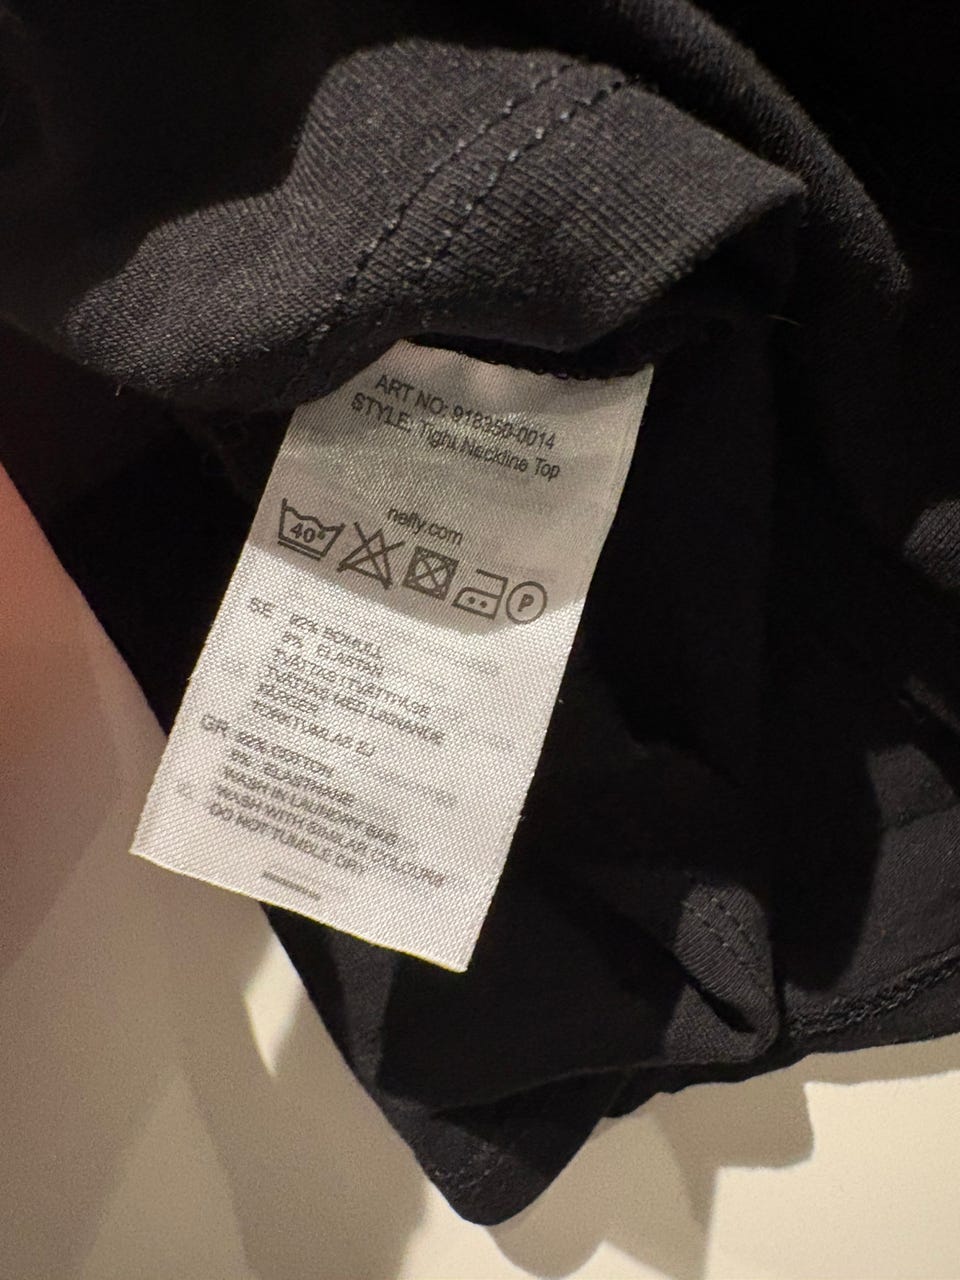 ART NO: 918350-0014
STYLE: Tight Neckline Top
nelly.com
40°
P
SE 92% BOMULL
8% ELASTAN
TVÄTTAS I TVÄTTPÅSE
TVÄTTAS MED LIKNANDE
KULÖRER
TORKTUMLAS EJ
GR 92% COTTON
8% ELASTHANE
WASH IN LAUNDRY BAG
WASH WITH SIMILAR COLOURS
DO NOT TUMBLE DRY